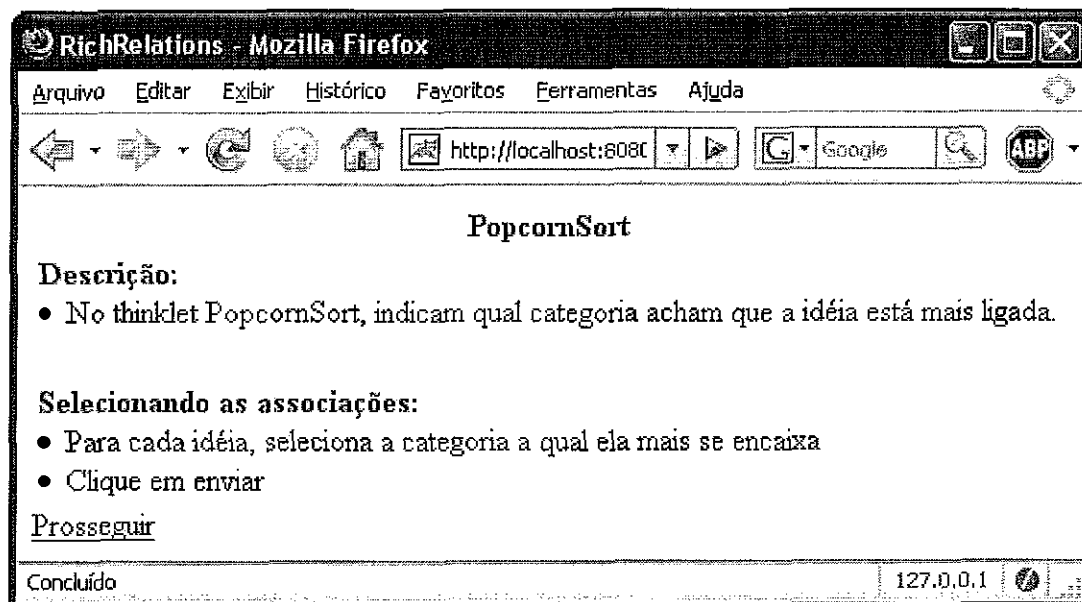 RichRelations - Mozilla Firefox
Arquivo Editar Exibir Histórico Favoritos Ferramentas Ajuda
http://localhost:808 G Google ABP
PopcornSort
Descrição:
• No thinklet PopcornSort, indicam qual categoria acham que a idéia está mais ligada.
Selecionando as associações:
• Para cada idéia, seleciona a categoria a qual ela mais se encaixa
• Clique em enviar
Prosseguir
Concluído 127.0.0.1